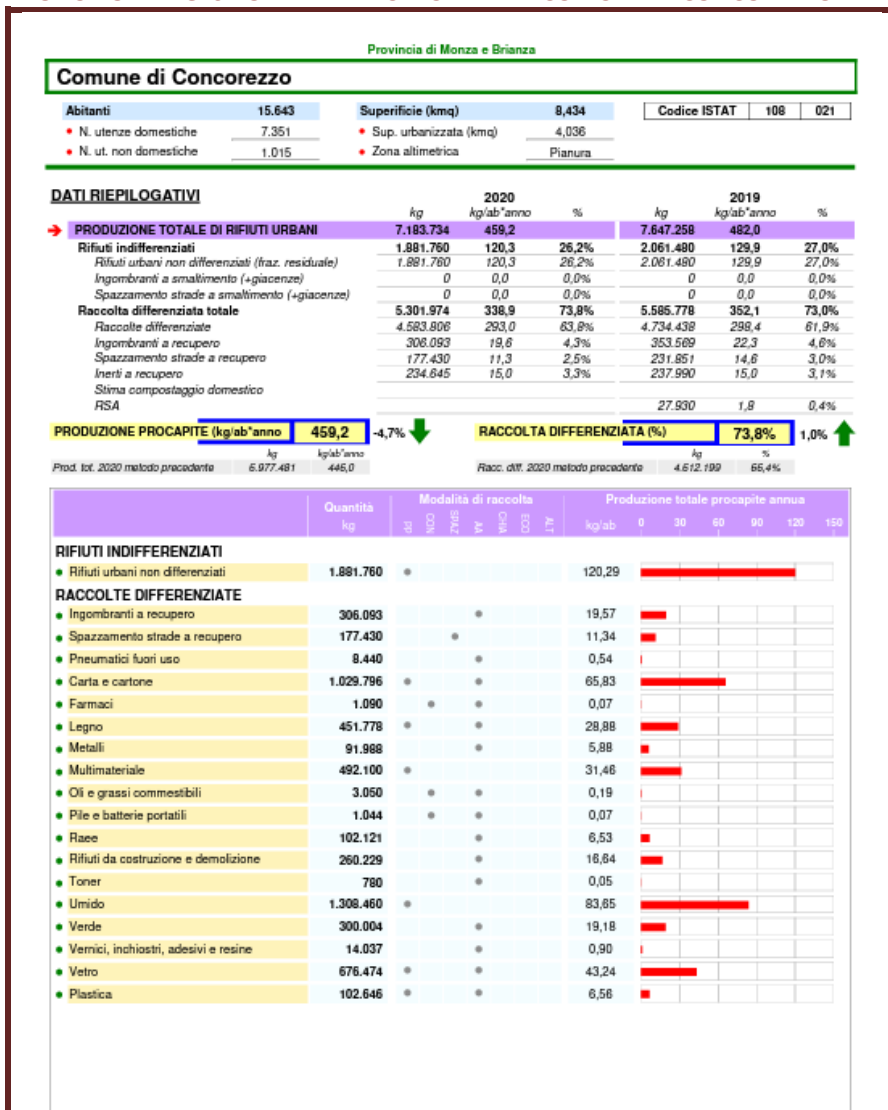 Provincia di Monza e Brianza
Comune di Concorezzo
Abitanti 15.643 Superificie (kmq) 8,434 Codice ISTAT 108 021
N. utenze domestiche 7.351 Sup. urbanizzata (kmq) 4,036
N. ut. non domestiche 1.015 Zona altimetrica Pianura
DATI RIEPILOGATIVI 2020 2019
kg kg/ab*anno % kg kg/ab*anno %
PRODUZIONE TOTALE DI RIFIUTI URBANI 7.183.734 459,2 7.647.258 482,0
Rifiuti indifferenziati 1.881.760 120,3 26,2% 2.061.480 129,9 27,0%
Rifiuti urbani non differenziati (fraz. residuale) 1.881.760 120,3 26,2% 2.061.480 129,9 27,0%
Ingombranti a smaltimento (+giacenze) 0 0,0 0,0% 0 0,0 0,0%
Spazzamento strade a smaltimento (+giacenze) 0 0,0 0,0% 0 0,0 0,0%
Raccolta differenziata totale 5.301.974 338,9 73,8% 5.585.778 352,1 73,0%
Raccolte differenziate 4.583.806 293,0 63,8% 4.734.438 298,4 61,9%
Ingombranti a recupero 306.093 19,6 4,3% 353.569 22,3 4,6%
Spazzamento strade a recupero 177.430 11,3 2,5% 231.851 14,6 3,0%
Inerti a recupero 234.645 15,0 3,3% 237.990 15,0 3,1%
Stima compostaggio domestico
RSA 27.930 1,8 0,4%
PRODUZIONE PROCAPITE (kg/ab*anno 459,2 -4,7% RACCOLTA DIFFERENZIATA (%) 73,8% 1,0%
kg kg/ab*anno kg %
Prod. tot. 2020 metodo precedente 6.977.481 446,0 Racc. diff. 2020 metodo precedente 4.612.199 66,4%
Quantità Modalità di raccolta Produzione totale procapite annua
kg PP CON SPAZ AA CHIA ECO ALT kg/ab 0 30 60 90 120 150
RIFIUTI INDIFFERENZIATI
Rifiuti urbani non differenziati 1.881.760 120,29
RACCOLTE DIFFERENZIATE
Ingombranti a recupero 306.093 19,57
Spazzamento strade a recupero 177.430 11,34
Pneumatici fuori uso 8.440 0,54
Carta e cartone 1.029.796 65,83
Farmaci 1.090 0,07
Legno 451.778 28,88
Metalli 91.988 5,88
Multimateriale 492.100 31,46
Oli e grassi commestibili 3.050 0,19
Pile e batterie portatili 1.044 0,07
Raee 102.121 6,53
Rifiuti da costruzione e demolizione 260.229 16,64
Toner 780 0,05
Umido 1.308.460 83,65
Verde 300.004 19,18
Vernici, inchiostri, adesivi e resine 14.037 0,90
Vetro 676.474 43,24
Plastica 102.646 6,56